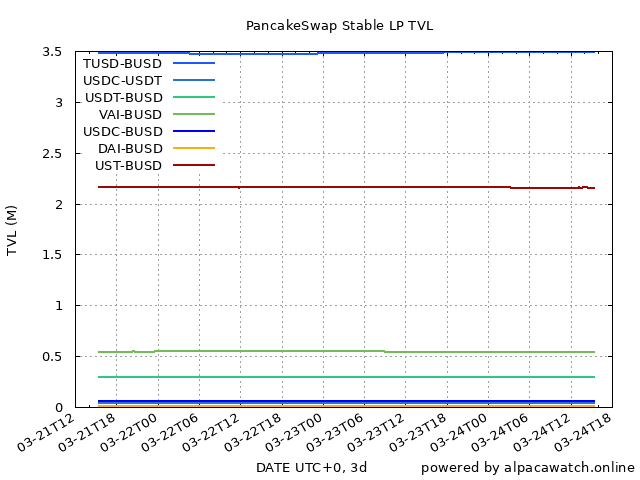 PancakeSwap Stable LP TVL
3.5
3
2.5
2
1.5
1
0.5
0
TVL (M)
TUSD-BUSD
USDC-USDT
USDT-BUSD
VAI-BUSD
USDC-BUSD
DAI-BUSD
UST-BUSD
03-21T12
03-21T18
03-22T00
03-22T06
03-22T12
03-22T18
03-23T00
03-23T06
03-23T12
03-23T18
03-24T00
03-24T06
03-24T12
03-24T18
DATE UTC+0, 3d
powered by alpacawatch.online